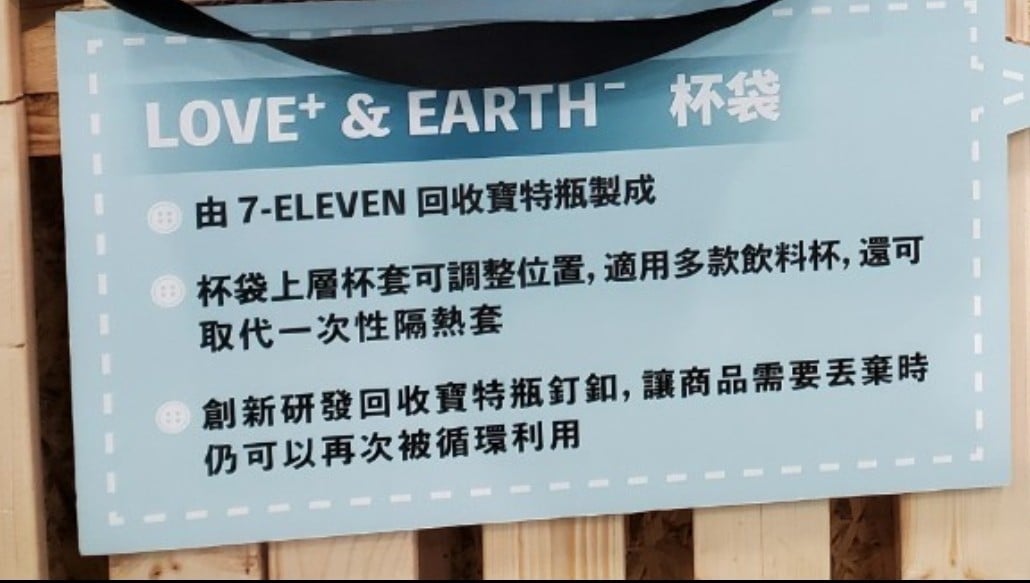 LOVE⁺ & EARTH⁻ 杯袋
由 7-ELEVEN 回收寶特瓶製成
杯袋上層杯套可調整位置, 適用多款飲料杯, 還可
取代一次性隔熱套
創新研發回收寶特瓶釘釦, 讓商品需要丟棄時
仍可以再次被循環利用